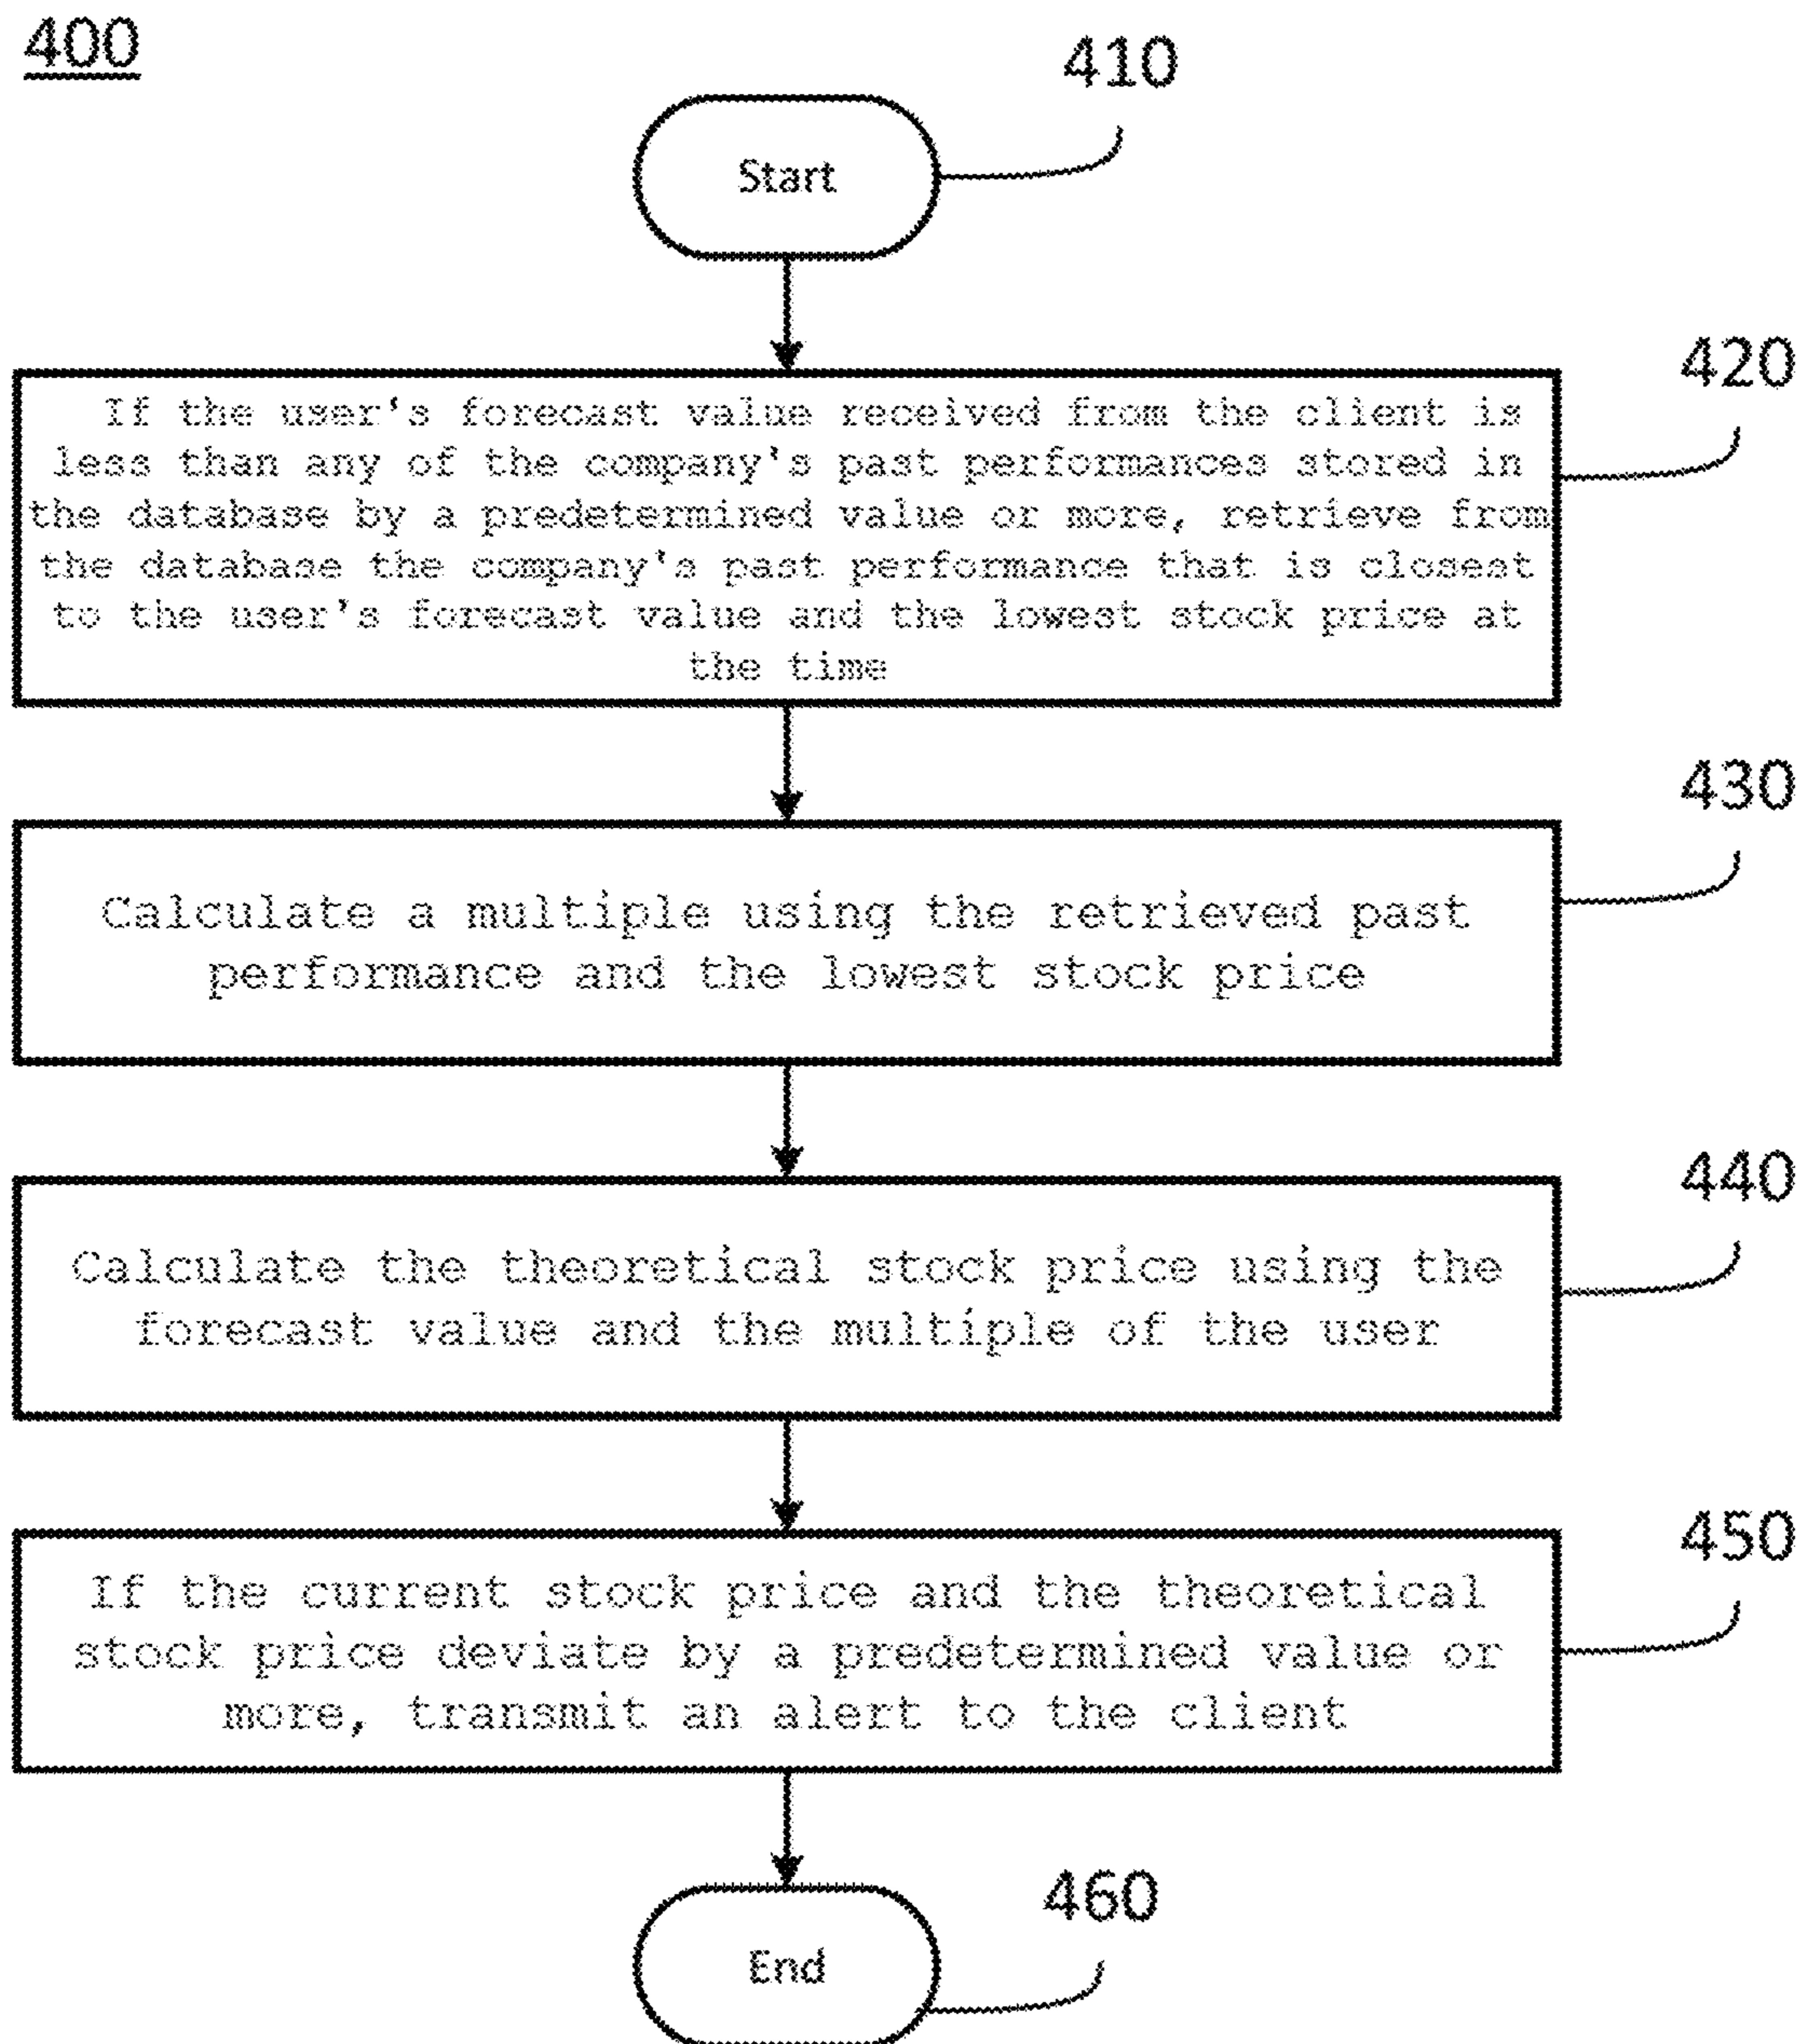 400
410
Start
420
If the user's forecast value received from the client is
less than any of the company's past performances stored in
the database by a predetermined value or more, retrieve from
the database the company's past performance that is closest
to the user's forecast value and the lowest stock price at
the time
430
Calculate a multiple using the retrieved past
performance and the lowest stock price
440
Calculate the theoretical stock price using the
forecast value and the multiple of the user
450
If the current stock price and the theoretical
stock price deviate by a predetermined value or
more, transmit an alert to the client
460
End